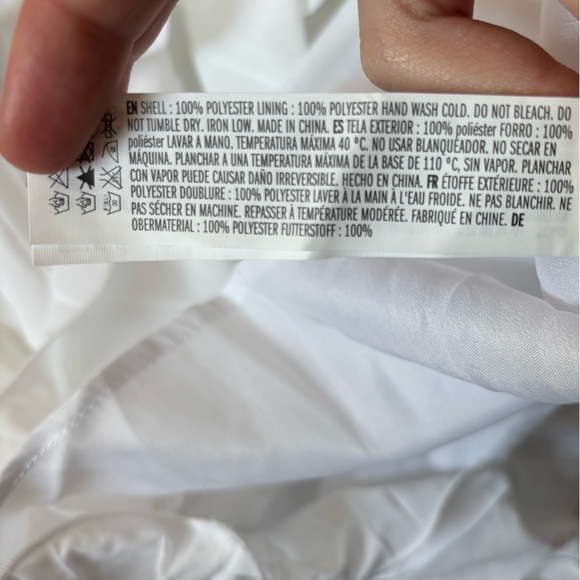 EN SHELL : 100% POLYESTER LINING : 100% POLYESTER HAND WASH COLD. DO
NOT TUMBLE DRY. IRON LOW. MADE IN CHINA. ES TELA EXTERIOR : 100% poliéster FORRO : 100%
poliéster LAVAR A MANO. TEMPERATURA MÁXIMA 40 °C. NO USAR BLANQUEADOR. NO SECAR EN
MÁQUINA. PLANCHAR A UNA TEMPERATURA MÁXIMA DE LA BASE DE 110 °C, SIN VAPOR. PLANCHAR
CON VAPOR PUEDE CAUSAR DAÑO IRREVERSIBLE. HECHO EN CHINA. FR ÉTOFFE EXTÉRIEURE : 100%
POLYESTER DOUBLURE : 100% POLYESTER LAVER À LA MAIN À L'EAU FROIDE. NE PAS BLANCHIR. NE
PAS SÉCHER EN MACHINE. REPASSER À TEMPÉRATURE MODÉRÉE. FABRIQUÉ EN CHINE. DE
OBERMATERIAL : 100% POLYESTER FUTTERSTOFF : 100%